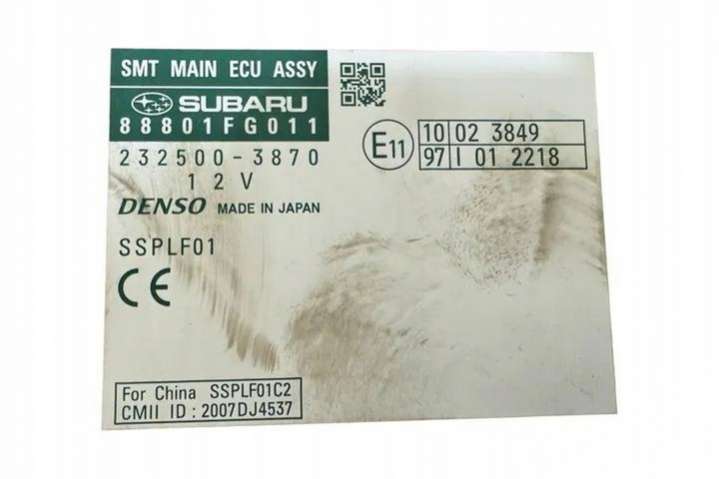 SMT MAIN ECU ASSY
SUBARU
88801FG011
232500-3870
12V
DENSO MADE IN JAPAN
SSPLF01
CE
E11
10 02 3849
97 I 01 2218
For China SSPLF01C2
CMII ID : 2007DJ4537